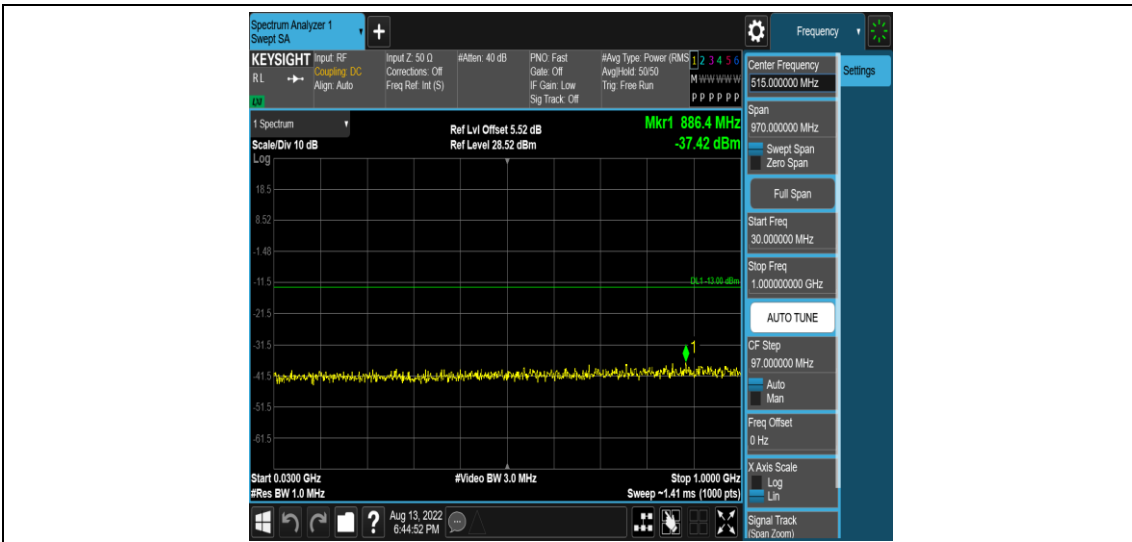 Spectrum Analyzer 1
Swept SA
+
Frequency
KEYSIGHT Input: RF Input Z: 50 Ω #Atten: 40 dB PNO: Fast #Avg Type: Power (RMS 1 2 3 4 5 6
RL Coupling: DC Corrections: Off Gate: Off Avg|Hold: 50/50 M W W W W W
Align: Auto Freq Ref: Int (S) IF Gain: Low Trig: Free Run
Sig Track: Off P P P P P P
1 Spectrum
Ref Lvl Offset 5.52 dB
Mkr1 886.4 MHz
Scale/Div 10 dB
Ref Level 28.52 dBm
-37.42 dBm
Log
18.5
8.52
-1.48
-11.5
DL1 -13.00 dBm
-21.5
-31.5
1
-41.5
-51.5
-61.5
Start 0.0300 GHz #Video BW 3.0 MHz Stop 1.0000 GHz
#Res BW 1.0 MHz Sweep ~1.41 ms (1000 pts)
?
Aug 13, 2022
6:44:52 PM
Center Frequency
515.000000 MHz
Settings
Span
970.000000 MHz
Swept Span
Zero Span
Full Span
Start Freq
30.000000 MHz
Stop Freq
1.000000000 GHz
AUTO TUNE
CF Step
97.000000 MHz
Auto
Man
Freq Offset
0 Hz
X Axis Scale
Log
Lin
Signal Track
(Span Zoom)